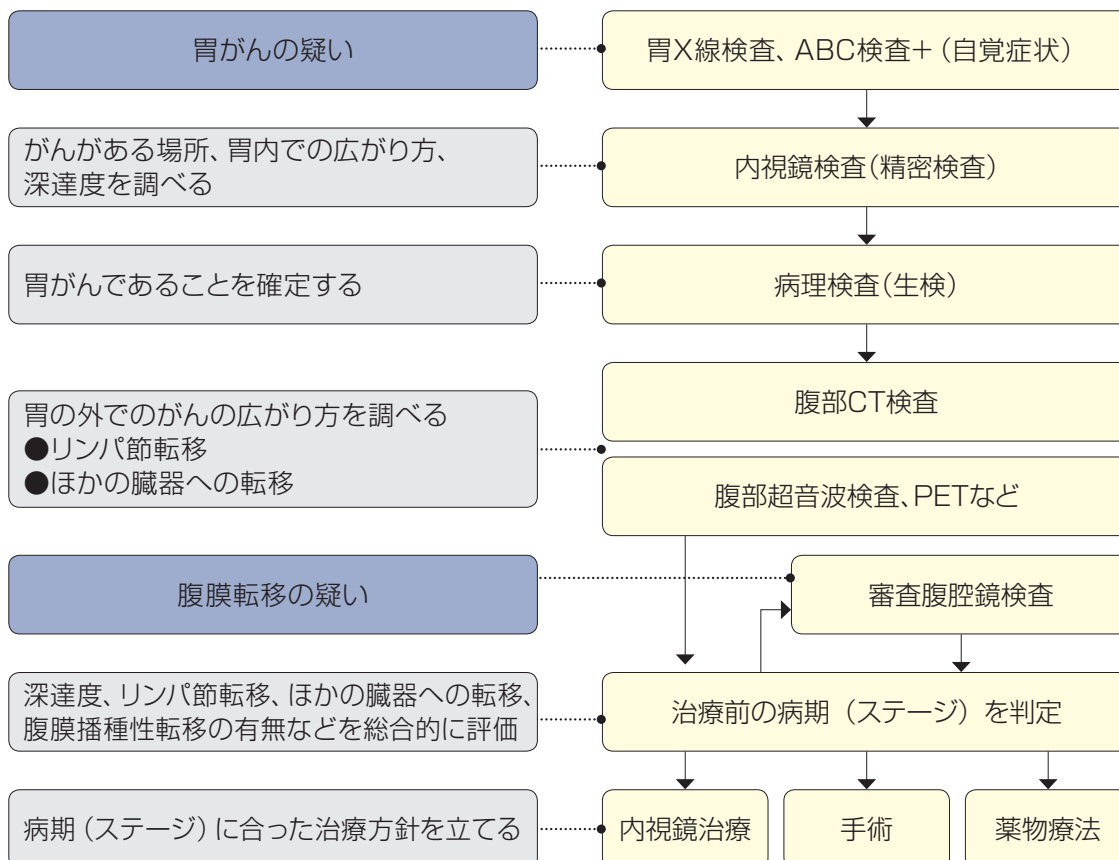 胃がんの疑い
胃X線検査、ABC検査+(自覚症状)
がんがある場所、胃内での広がり方、
深達度を調べる
内視鏡検査(精密検査)
胃がんであることを確定する
病理検査(生検)
胃の外でのがんの広がり方を調べる
●リンパ節転移
●ほかの臓器への転移
腹部CT検査
腹部超音波検査、PETなど
腹膜転移の疑い
審査腹腔鏡検査
深達度、リンパ節転移、ほかの臓器への転移、
腹膜播種性転移の有無などを総合的に評価
治療前の病期(ステージ)を判定
病期(ステージ)に合った治療方針を立てる
内視鏡治療
手術
薬物療法